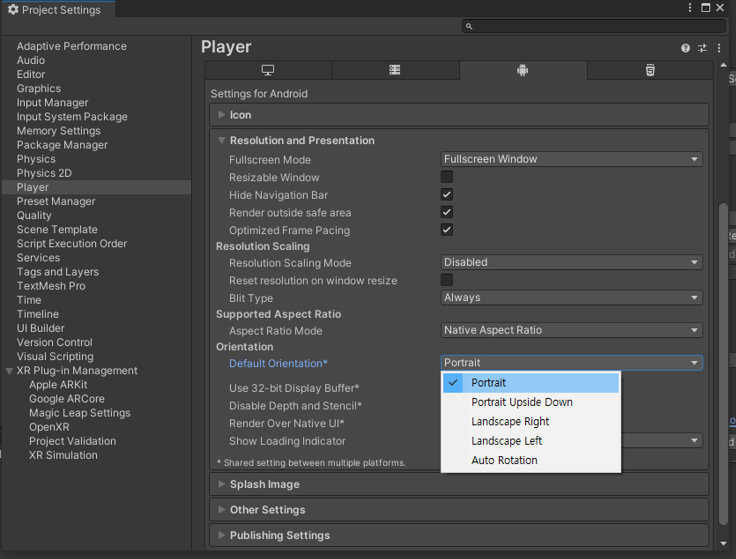 Project Settings
Adaptive Performance
Audio
Editor
Graphics
Input Manager
Input System Package
Memory Settings
Package Manager
Physics
Physics 2D
Player
Preset Manager
Quality
Scene Template
Script Execution Order
Services
Tags and Layers
TextMesh Pro
Time
Timeline
UI Builder
Version Control
Visual Scripting
XR Plug-in Management
Apple ARKit
Google ARCore
Magic Leap Settings
OpenXR
Project Validation
XR Simulation
Player
Settings for Android
Icon
Resolution and Presentation
Fullscreen Mode Fullscreen Window
Resizable Window
Hide Navigation Bar
Render outside safe area
Optimized Frame Pacing
Resolution Scaling
Resolution Scaling Mode Disabled
Reset resolution on window resize
Blit Type Always
Supported Aspect Ratio
Aspect Ratio Mode Native Aspect Ratio
Orientation
Default Orientation* Portrait
Portrait
Portrait Upside Down
Landscape Right
Landscape Left
Auto Rotation
Use 32-bit Display Buffer*
Disable Depth and Stencil*
Render Over Native UI*
Show Loading Indicator
* Shared setting between multiple platforms.
Splash Image
Other Settings
Publishing Settings